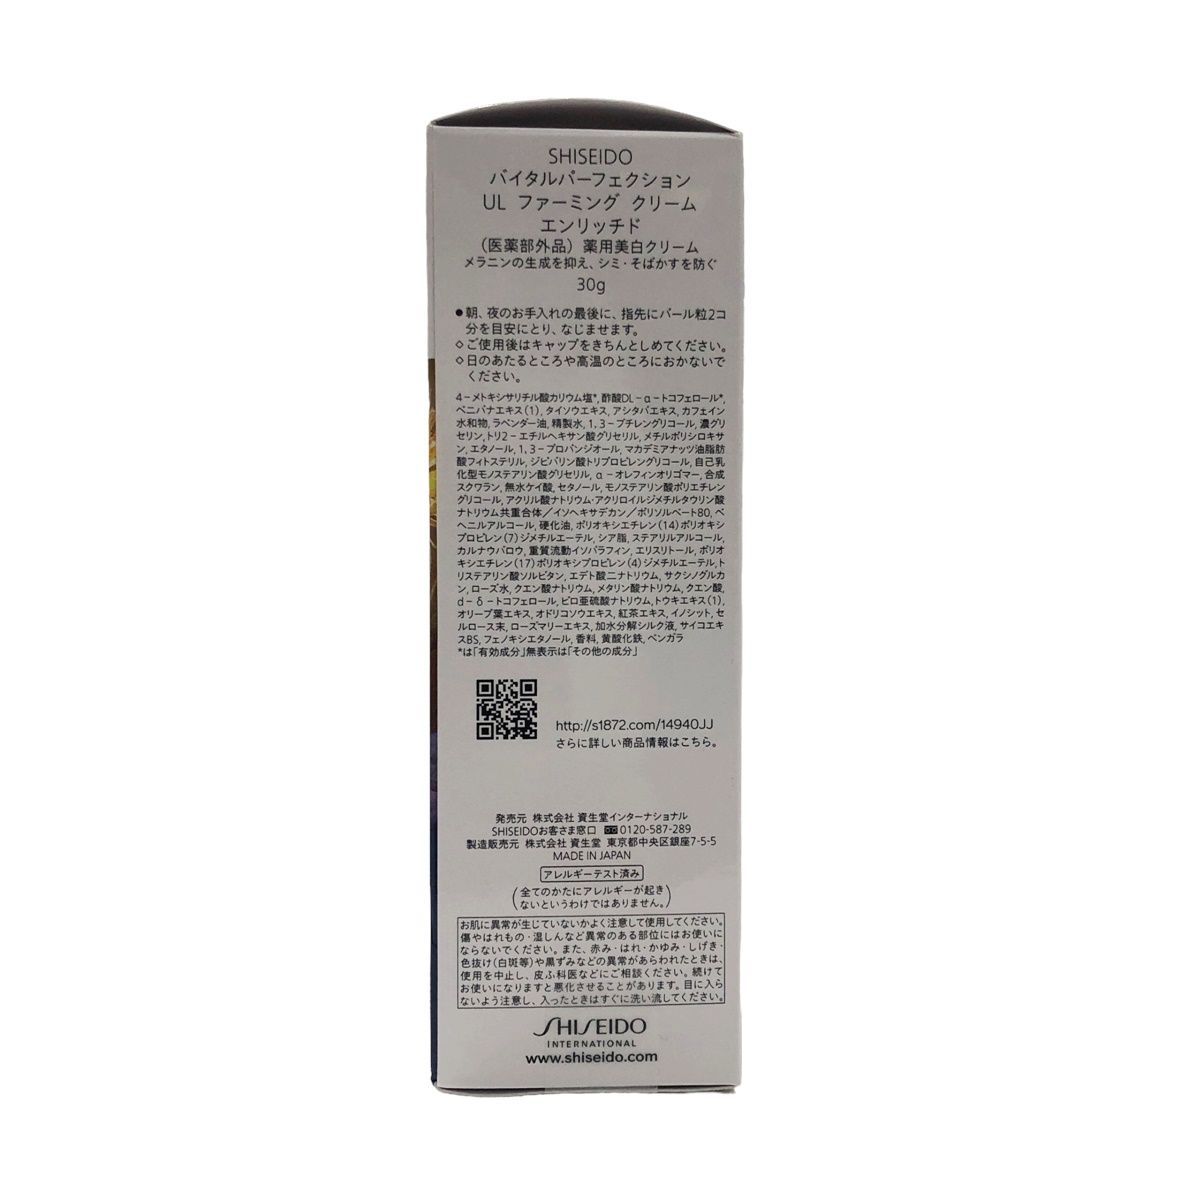 SHISEIDO
バイタルパーフェクション
UL ファーミング クリーム
エンリッチド
(医薬部外品) 薬用美白クリーム
メラニンの生成を抑え、シミ・そばかすを防ぐ
30g
●朝、夜のお手入れの最後に、指先にパール粒2コ
分を目安にとり、なじませます。
◇ご使用後はキャップをきちんとしめてください。
◇日のあたるところや高温のところにおかないで
ください。
4-メトキシサリチル酸カリウム塩*, 酢酸DL-α-トコフェロール*,
ベニバナエキス(1), タイソウエキス, アシタバエキス, カフェイン
水和物, ラベンダー油, 精製水, 1,3-ブチレングリコール, 濃グリ
セリン, トリ2-エチルヘキサン酸グリセリル, メチルポリシロキサ
ン, エタノール, 1,3-プロパンジオール, マカデミアナッツ油脂肪
酸フィトステリル, ジピバリン酸トリプロピレングリコール, 自己乳
化型モノステアリン酸グリセリル, α-オレフィンオリゴマー, 合成
スクワラン, 無水ケイ酸, セタノール, モノステアリン酸ポリエチレン
グリコール, アクリル酸ナトリウム・アクリロイルジメチルタウリン酸
ナトリウム共重合体/イソヘキサデカン/ポリソルベート80, ベ
ヘニルアルコール, 硬化油, ポリオキシエチレン(14)ポリオキシ
プロピレン(7)ジメチルエーテル, シア脂, ステアリルアルコール,
カルナウバロウ, 重質流動イソパラフィン, エリスリトール, ポリオ
キシエチレン(17)ポリオキシプロピレン(4)ジメチルエーテル, ト
リステアリン酸ソルビタン, エデト酸二ナトリウム, サクシノグルカ
ン, ローズ水, クエン酸ナトリウム, メタリン酸ナトリウム, クエン酸,
d-δ-トコフェロール, ピロ亜硫酸ナトリウム, トウキエキス(1),
オリーブ葉エキス, オドリコソウエキス, 紅茶エキス, イノシット, セ
ルロース末, ローズマリーエキス, 加水分解シルク液, サイコエキ
スBS, フェノキシエタノール, 香料, 黄酸化鉄, ベンガラ
*は「有効成分」無表示は「その他の成分」
http://s1872.com/14940JJ
さらに詳しい商品情報はこちら。
発売元 株式会社 資生堂インターナショナル
SHISEIDOお客さま窓口 0120-587-289
製造販売元 株式会社 資生堂 東京都中央区銀座7-5-5
MADE IN JAPAN
アレルギーテスト済み
(全てのかたにアレルギーが起き
ないというわけではありません。)
お肌に異常が生じていないかよく注意して使用してください。
傷やはれもの・湿しんなど異常のある部位にはお使いに
ならないでください。また、赤み・はれ・かゆみ・しげき・
色抜け(白斑等)や黒ずみなどの異常があらわれたときは、
使用を中止し、皮ふ科医などにご相談ください。続けて
お使いになりますと悪化させることがあります。目に入ら
ないよう注意し、入ったときはすぐに洗い流してください。
SHISEIDO
INTERNATIONAL
www.shiseido.com